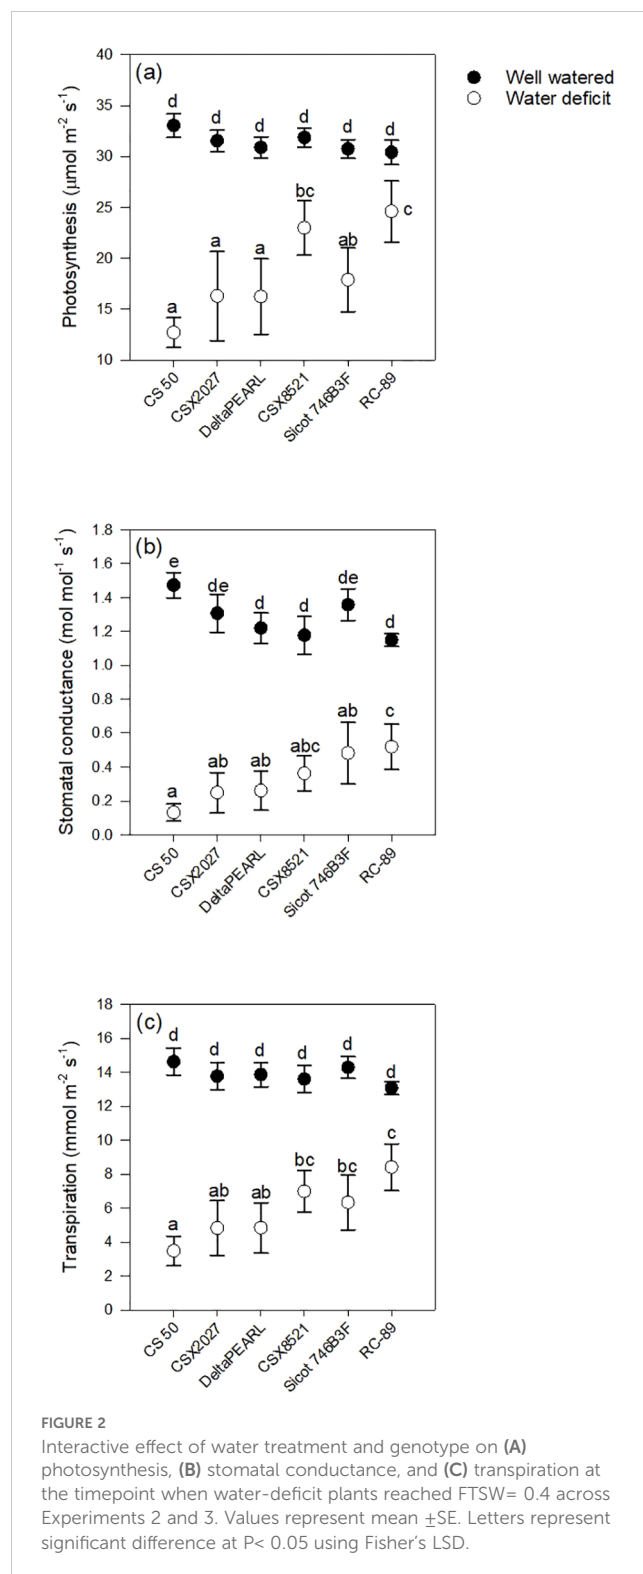 (a)
Well watered
Water deficit
Photosynthesis (μmol m-2 s-1)
40
35
30
25
20
15
10
d d d d d d
a a a bc ab c
CS 50
CSX2027
DeltaPEARL
CSX8521
Sicot 746B3F
RC-89
(b)
Stomatal conductance (mol mol-1 s-1)
1.8
1.6
1.4
1.2
1.0
0.8
0.6
0.4
0.2
0.0
e de d d de d
a ab ab abc ab c
CS 50
CSX2027
DeltaPEARL
CSX8521
Sicot 746B3F
RC-89
(c)
Transpiration (mmol m-2 s-1)
18
16
14
12
10
8
6
4
2
0
d d d d d d
a ab ab bc bc c
CS 50
CSX2027
DeltaPEARL
CSX8521
Sicot 746B3F
RC-89
FIGURE 2
Interactive effect of water treatment and genotype on (A)
photosynthesis, (B) stomatal conductance, and (C) transpiration at
the timepoint when water-deficit plants reached FTSW= 0.4 across
Experiments 2 and 3. Values represent mean ±SE. Letters represent
significant difference at P< 0.05 using Fisher's LSD.